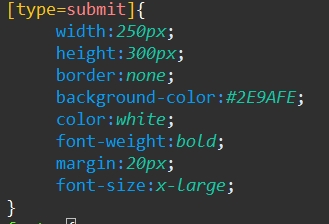 [type=submit]{
width:250px;
height:300px;
border:none;
background-color:#2E9AFE;
color:white;
font-weight:bold;
margin:20px;
font-size:x-large;
}